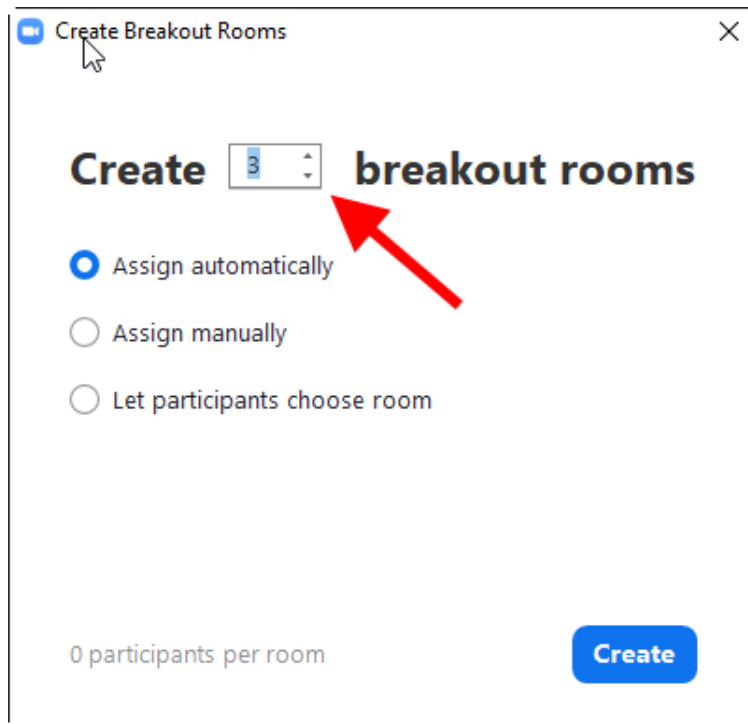 Create Breakout Rooms
Create 3 breakout rooms
Assign automatically
Assign manually
Let participants choose room
0 participants per room
Create